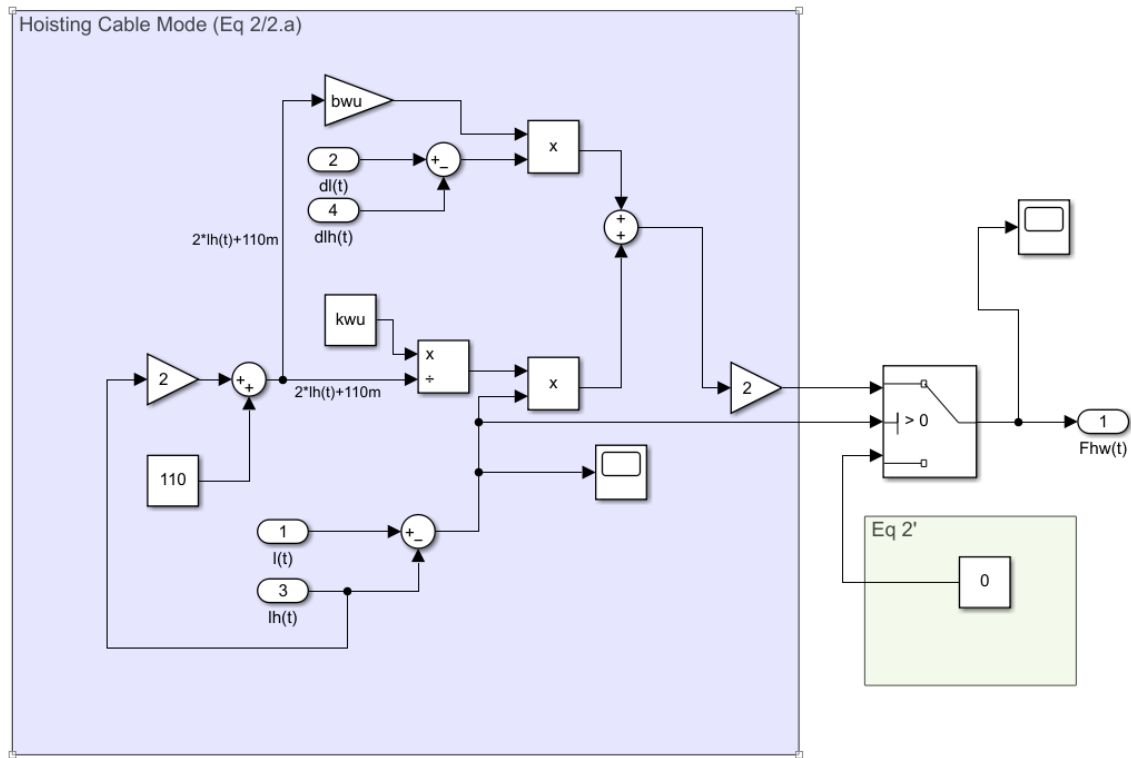 Hoisting Cable Mode (Eq 2/2.a)
bwu
x
2
dl(t)
+
−
4
dlh(t)
2*lh(t)+110m
+
+
kwu
x
÷
2
+
+
2*lh(t)+110m
x
2
> 0
1
Fhw(t)
110
1
l(t)
+
−
3
lh(t)
Eq 2'
0